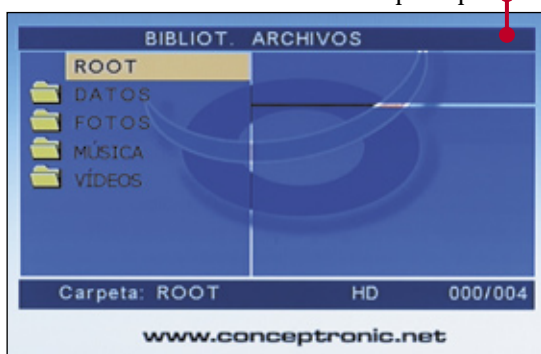 BIBLIOT. ARCHIVOS
ROOT
DATOS
FOTOS
MÚSICA
VÍDEOS
Carpeta: ROOT HD 000/004
www.conceptronic.net